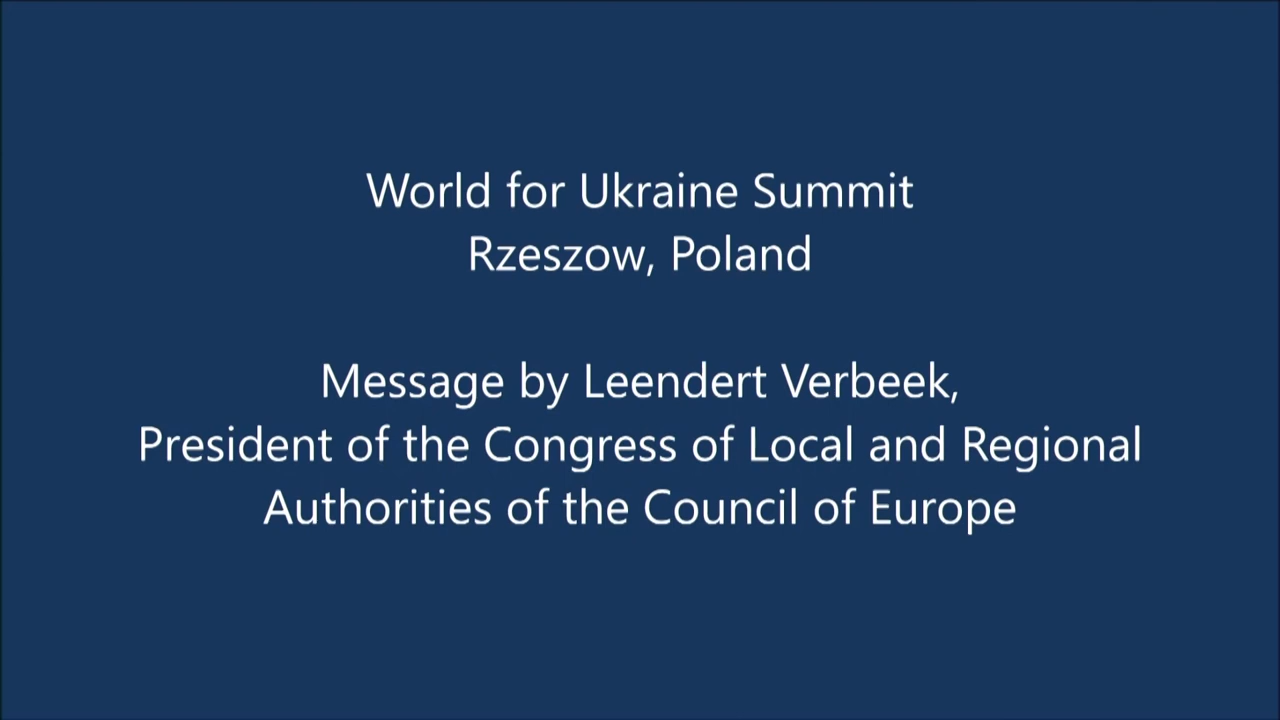 World for Ukraine Summit
Rzeszow, Poland
Message by Leendert Verbeek,
President of the Congress of Local and Regional
Authorities of the Council of Europe